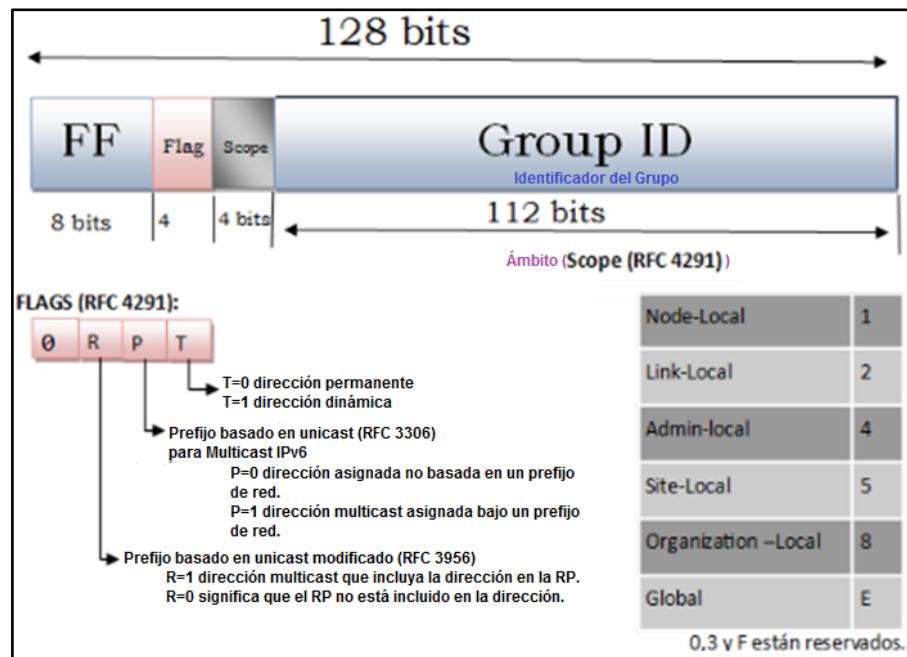 128 bits
FF
Flag
Scope
Group ID
Identificador del Grupo
8 bits
4
4 bits
112 bits
Ámbito (Scope (RFC 4291) )
FLAGS (RFC 4291):
0 R P T
T=0 dirección permanente
T=1 dirección dinámica
Prefijo basado en unicast (RFC 3306)
para Multicast IPv6
P=0 dirección asignada no basada en un prefijo
de red.
P=1 dirección multicast asignada bajo un prefijo
de red.
Prefijo basado en unicast modificado (RFC 3956)
R=1 dirección multicast que incluya la dirección en la RP.
R=0 significa que el RP no está incluido en la dirección.
Node-Local 1
Link-Local 2
Admin-local 4
Site-Local 5
Organization –Local 8
Global E
0,3 y F están reservados.